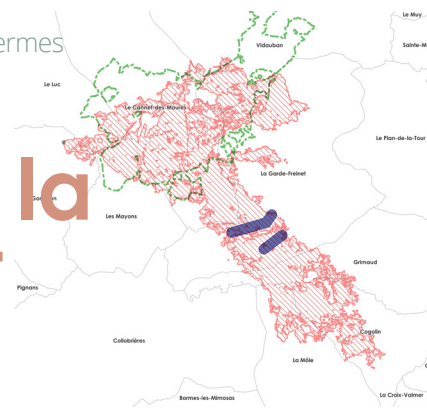 Le Muy
ermes
Vidauban
Sainte-M
Le Luc
Le Cannet-des-Maures
Le Plan-de-la-Tour
La Garde-Freinet
la
Les Mayons
Grimaud
Pignans
Cogolin
Collobrières
La Môle
La Croix-Valmer
Bormes-les-Mimosas